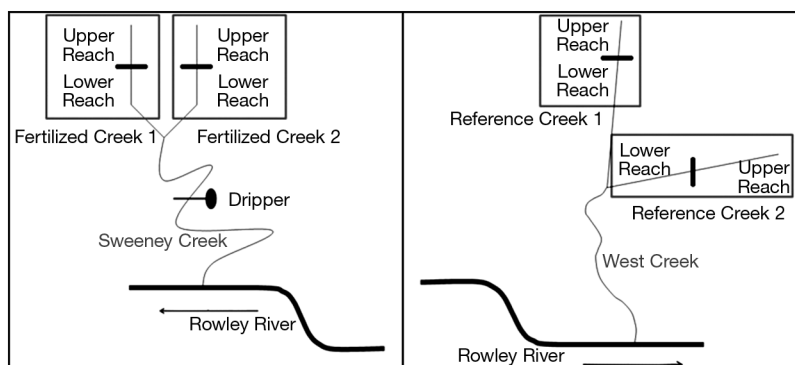 Upper
Reach
Lower
Reach
Upper
Reach
Lower
Reach
Fertilized Creek 1
Fertilized Creek 2
Dripper
Sweeney Creek
Rowley River
Upper
Reach
Lower
Reach
Reference Creek 1
Lower
Reach
Upper
Reach
Reference Creek 2
West Creek
Rowley River